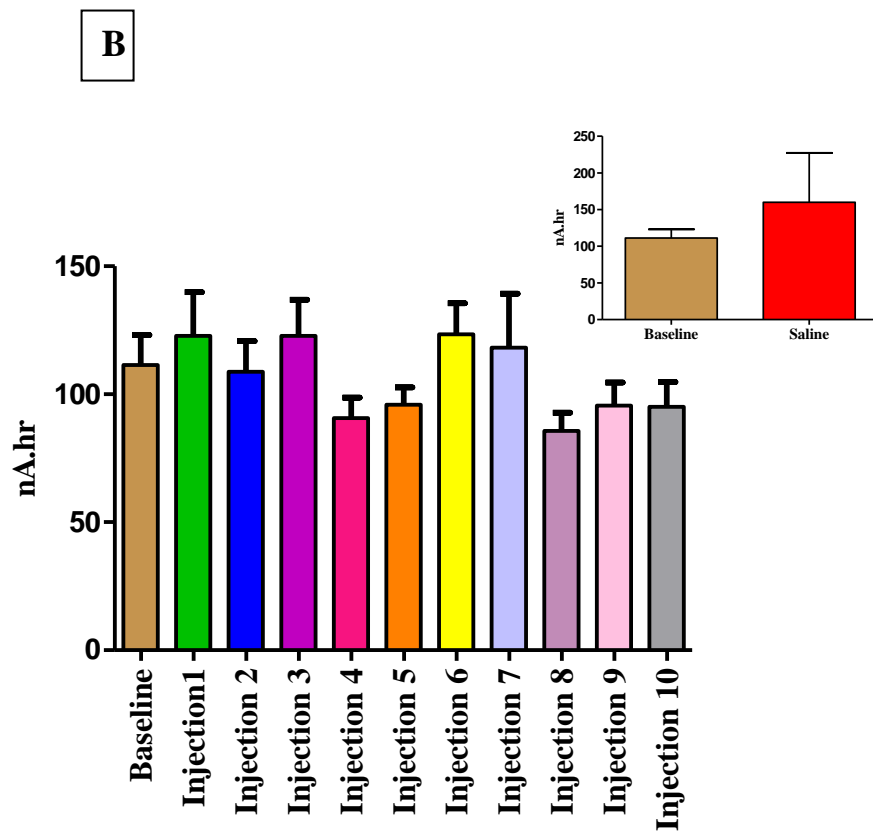 B
250
200
150
100
50
0
nA.hr
Baseline
Saline
150
100
50
0
nA.hr
Baseline
Injection1
Injection 2
Injection 3
Injection 4
Injection 5
Injection 6
Injection 7
Injection 8
Injection 9
Injection 10